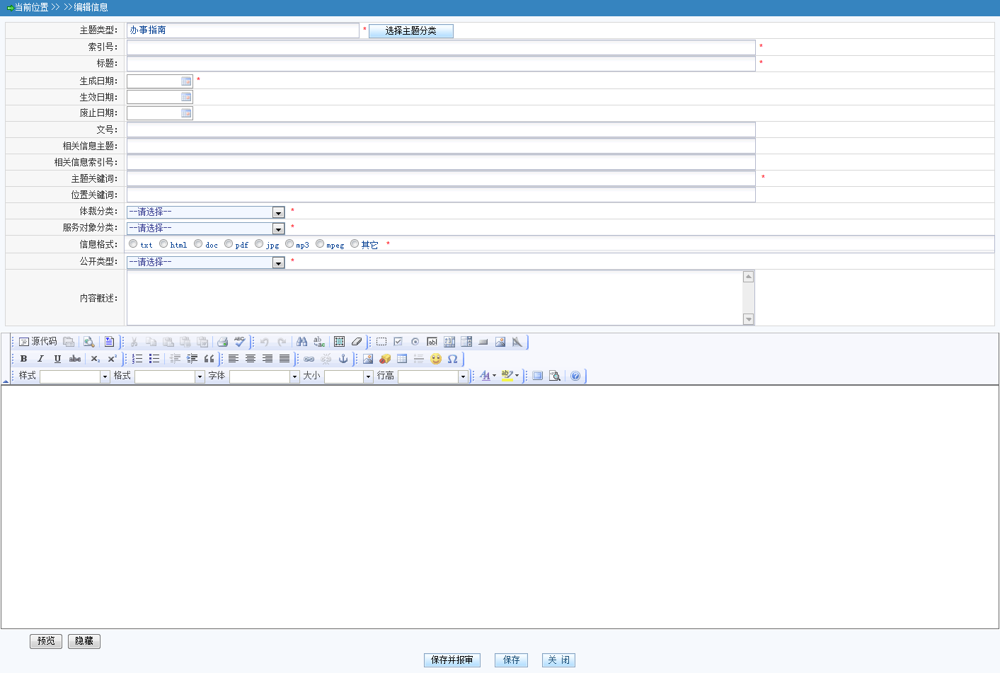 当前位置 >> >>编辑信息
主题类型： 办事指南 * 选择主题分类
索引号： *
标题： *
生成日期： *
生效日期：
废止日期：
文号：
相关信息主题：
相关信息索引号：
主题关键词： *
位置关键词：
体裁分类： --请选择-- *
服务对象分类： --请选择-- *
信息格式： txt html doc pdf jpg mp3 mpeg 其它 *
公开类型： --请选择-- *
内容概述：
源代码
样式 格式 字体 大小 行高
预览 隐藏
保存并报审 保存 关 闭